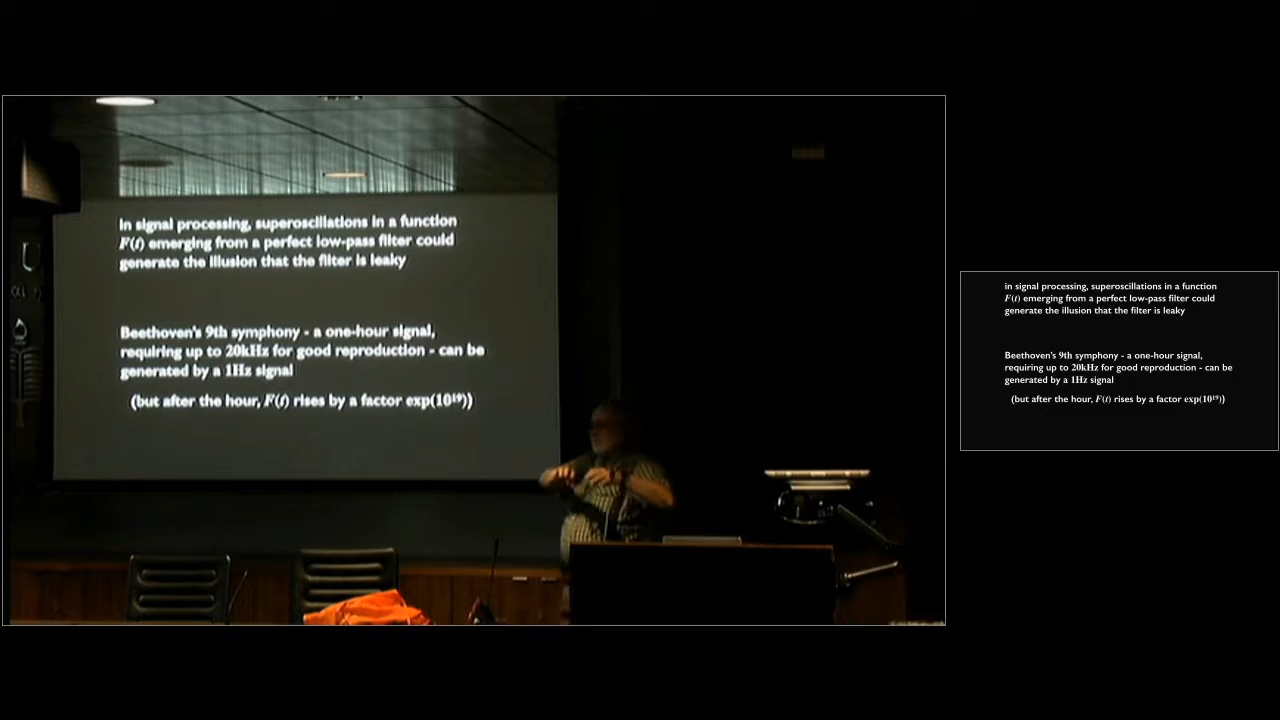 In signal processing, superoscillations in a function
F(t) emerging from a perfect low-pass filter could
generate the illusion that the filter is leaky
Beethoven's 9th symphony - a one-hour signal,
requiring up to 20kHz for good reproduction - can be
generated by a 1Hz signal
(but after the hour, F(t) rises by a factor exp(10¹⁹))
in signal processing, superoscillations in a function
F(t) emerging from a perfect low-pass filter could
generate the illusion that the filter is leaky
Beethoven's 9th symphony - a one-hour signal,
requiring up to 20kHz for good reproduction - can be
generated by a 1Hz signal
(but after the hour, F(t) rises by a factor exp(10¹⁹))